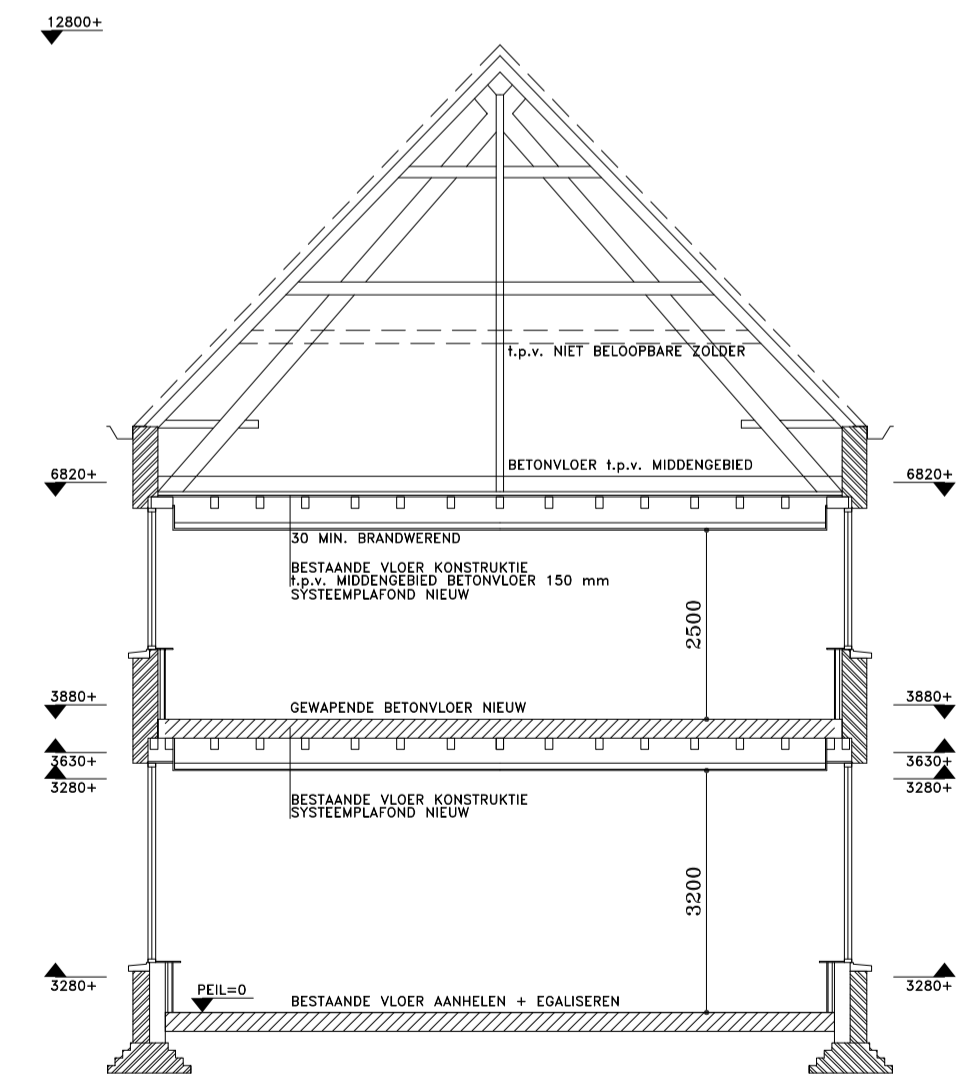 12800+
t.p.v. NIET BELOOPBARE ZOLDER
BETONVLOER t.p.v. MIDDENGEBIED
6820+
6820+
30 MIN. BRANDWEREND
BESTAANDE VLOER KONSTRUKTIE
t.p.v. MIDDENGEBIED BETONVLOER 150 mm
SYSTEEMPLAFOND NIEUW
2500
3880+
GEWAPENDE BETONVLOER NIEUW
3880+
3630+
3630+
3280+
3280+
BESTAANDE VLOER KONSTRUKTIE
SYSTEEMPLAFOND NIEUW
3200
3280+
3280+
PEIL=0
BESTAANDE VLOER AANHELEN + EGALISEREN